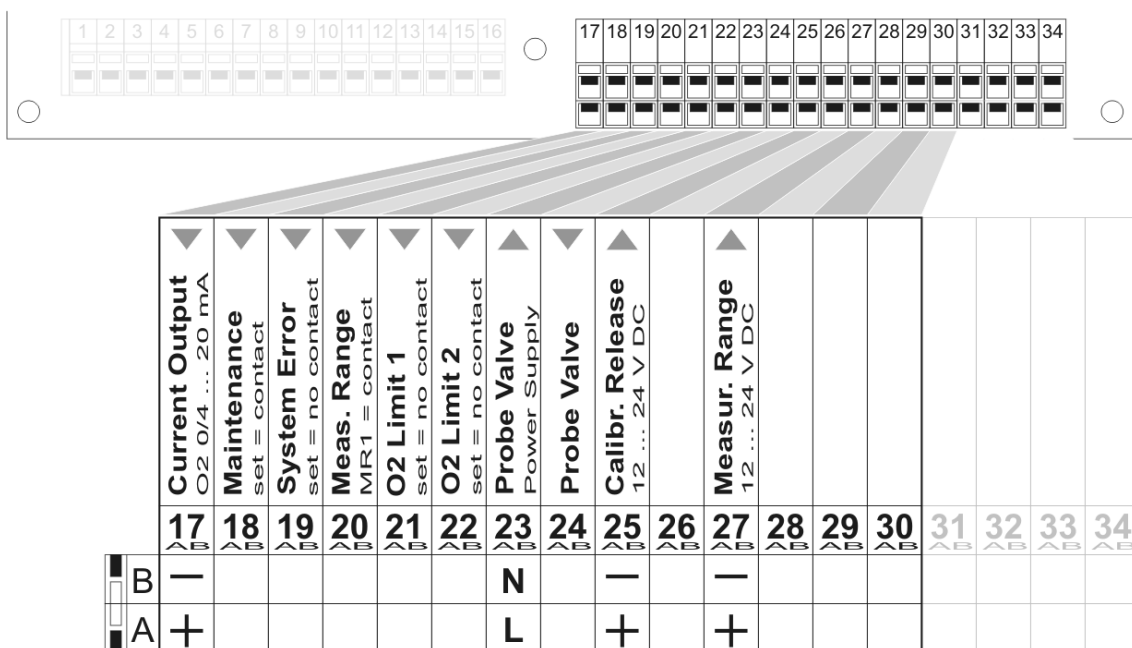 1 2 3 4 5 6 7 8 9 10 11 12 13 14 15 16
17 18 19 20 21 22 23 24 25 26 27 28 29 30 31 32 33 34
Current Output
O2 0/4 ... 20 mA
Maintenance
set = contact
System Error
set = no contact
Meas. Range
MR1 = contact
O2 Limit 1
set = no contact
O2 Limit 2
set = no contact
Probe Valve
Power Supply
Probe Valve
Calibr. Release
12 ... 24 V DC
Measur. Range
12 ... 24 V DC
17 18 19 20 21 22 23 24 25 26 27 28 29 30 31 32 33 34
AB AB AB AB AB AB AB AB AB AB AB AB AB AB AB AB AB AB
B − N − −
A + L + +